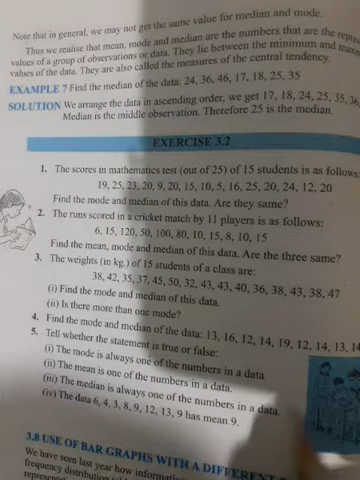 Note that in general, we may not get the same value for median and mode.
Thus we realise that mean, mode and median are the numbers that are the
values of a group of observations or data. They lie between the minimum and
values of the data. They are also called the measures of the central tendency.
EXAMPLE 7 Find the median of the data: 24, 36, 46, 17, 18, 25, 35
SOLUTION We arrange the data in ascending order, we get 17, 18, 24, 25, 35, 36
Median is the middle observation. Therefore 25 is the median.
EXERCISE 3.2
1. The scores in mathematics test (out of 25) of 15 students is as follows:
19, 25, 23, 20, 9, 20, 15, 10, 5, 16, 25, 20, 24, 12, 20
Find the mode and median of this data. Are they same?
2. The runs scored in a cricket match by 11 players is as follows:
6, 15, 120, 50, 100, 80, 10, 15, 8, 10, 15
Find the mean, mode and median of this data. Are the three same?
3. The weights (in kg.) of 15 students of a class are:
38, 42, 35, 37, 45, 50, 32, 43, 43, 40, 36, 38, 43, 38, 47
(i) Find the mode and median of this data.
(ii) Is there more than one mode?
4. Find the mode and median of the data: 13, 16, 12, 14, 19, 12, 14, 13, 14
5. Tell whether the statement is true or false:
(i) The mode is always one of the numbers in a data.
(ii) The mean is one of the numbers in a data.
(iii) The median is always one of the numbers in a data.
(iv) The data 6, 4, 3, 8, 9, 12, 13, 9 has mean 9.
3.8 USE OF BAR GRAPHS WITH A DIFFERENT
We have seen last year how
frequency distribution